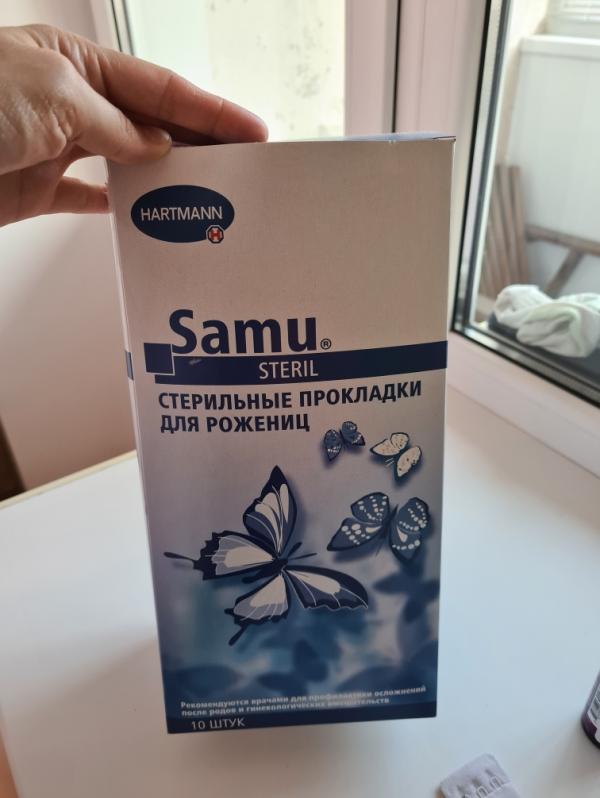 HARTMANN
Samu®
STERIL
СТЕРИЛЬНЫЕ ПРОКЛАДКИ
ДЛЯ РОЖЕНИЦ
Рекомендуются врачами для профилактики осложнений
после родов и гинекологических вмешательств
10 ШТУК